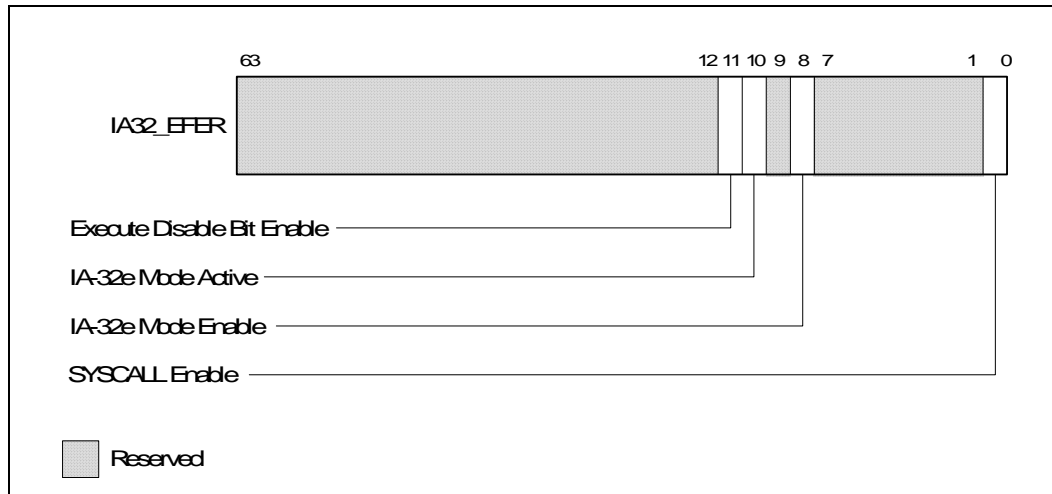 63 12 11 10 9 8 7 1 0
IA32_EFER
Execute Disable Bit Enable
IA-32e Mode Active
IA-32e Mode Enable
SYSCALL Enable
Reserved